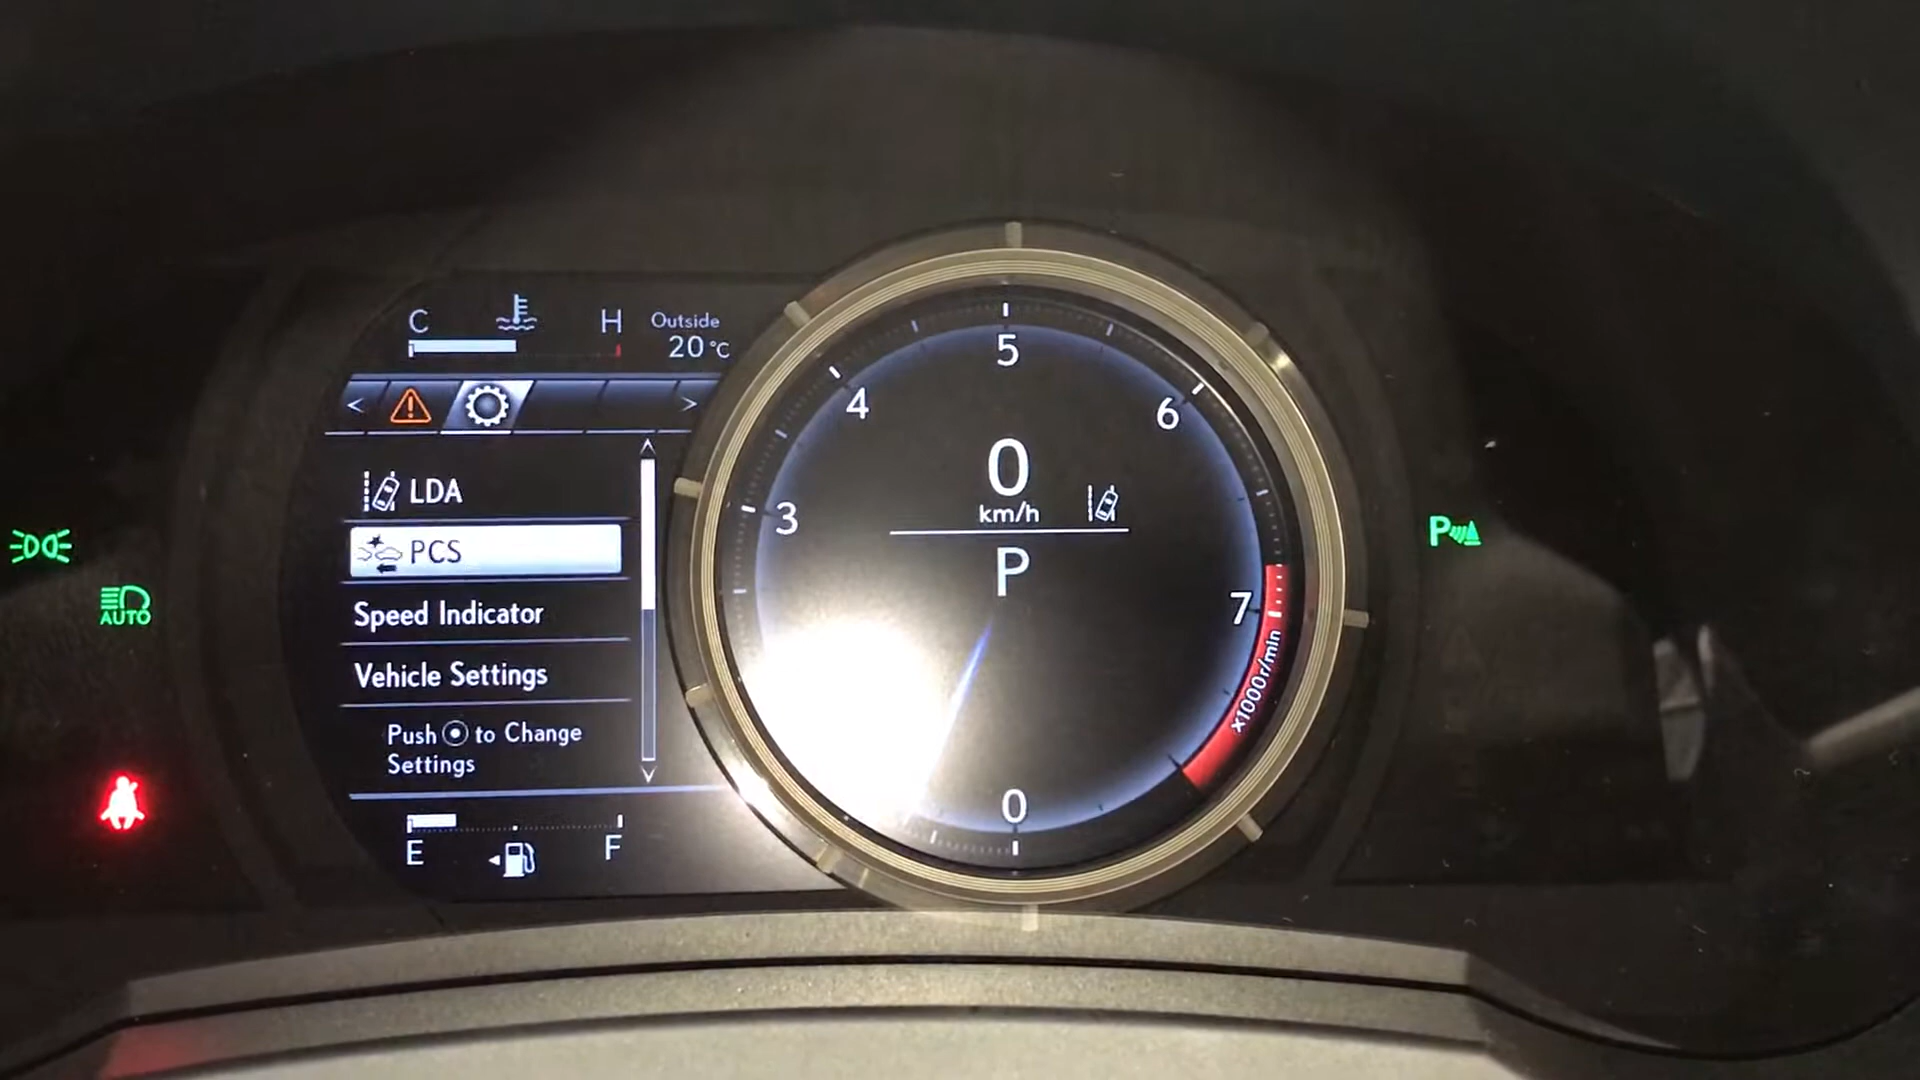 C H Outside
20°C
< >
LDA
PCS
Speed Indicator
Vehicle Settings
Push to Change
Settings
E F
AUTO
0
km/h
P
0
3
4
5
6
7
x1000r/min
P